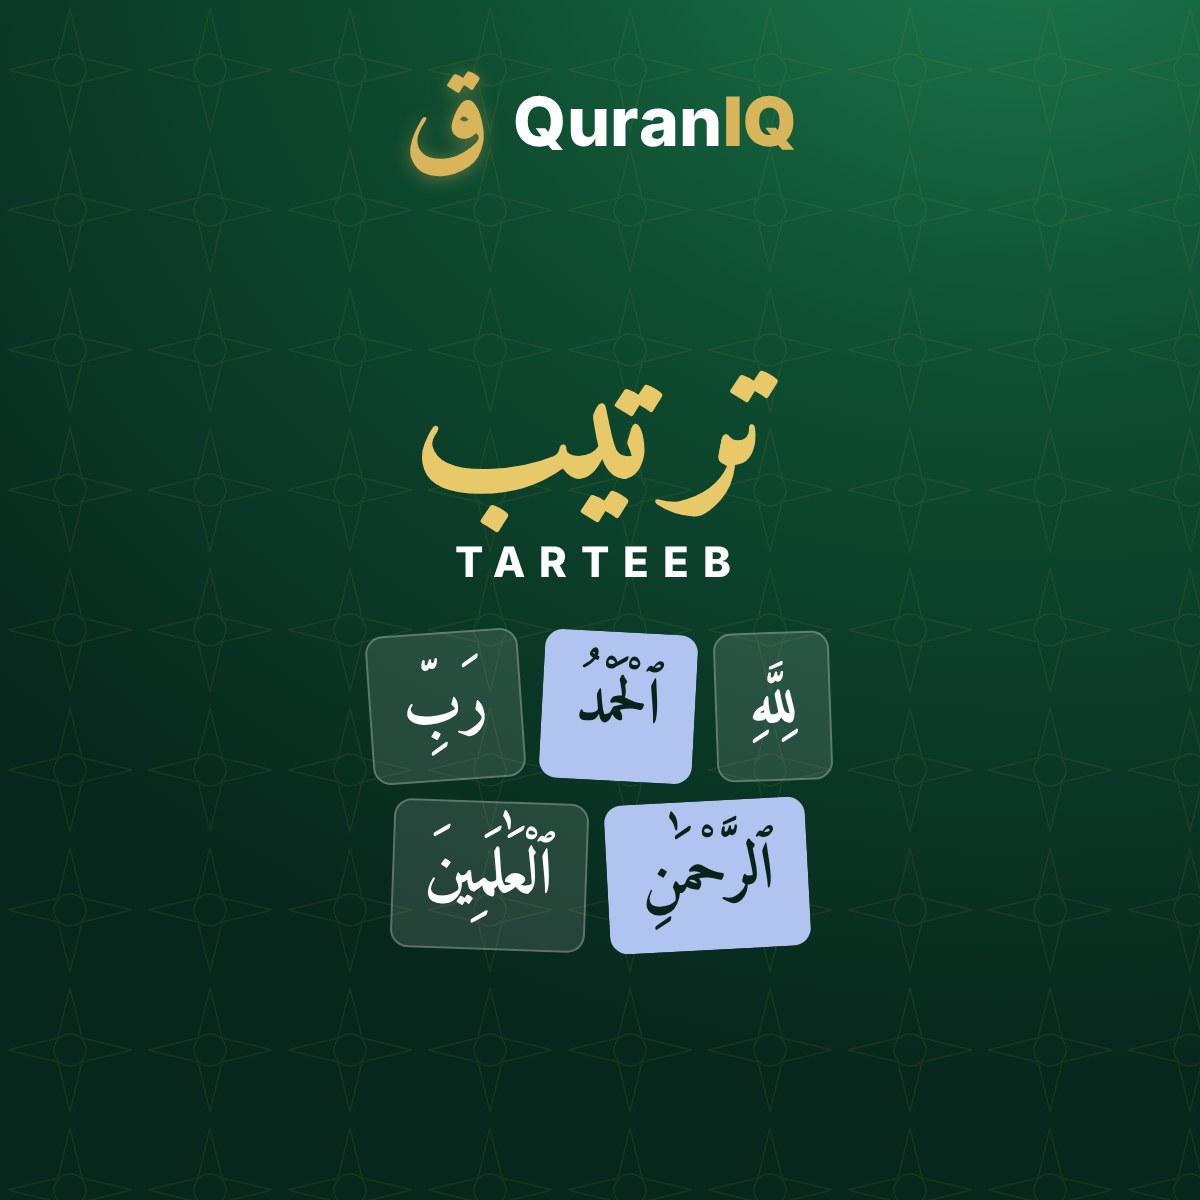 ق QuranIQ
ترتيب
TARTEEB
لِلَّهِ ٱلْحَمْدُ رَبِّ
ٱلرَّحْمَٰنِ ٱلْعَٰلَمِينَ